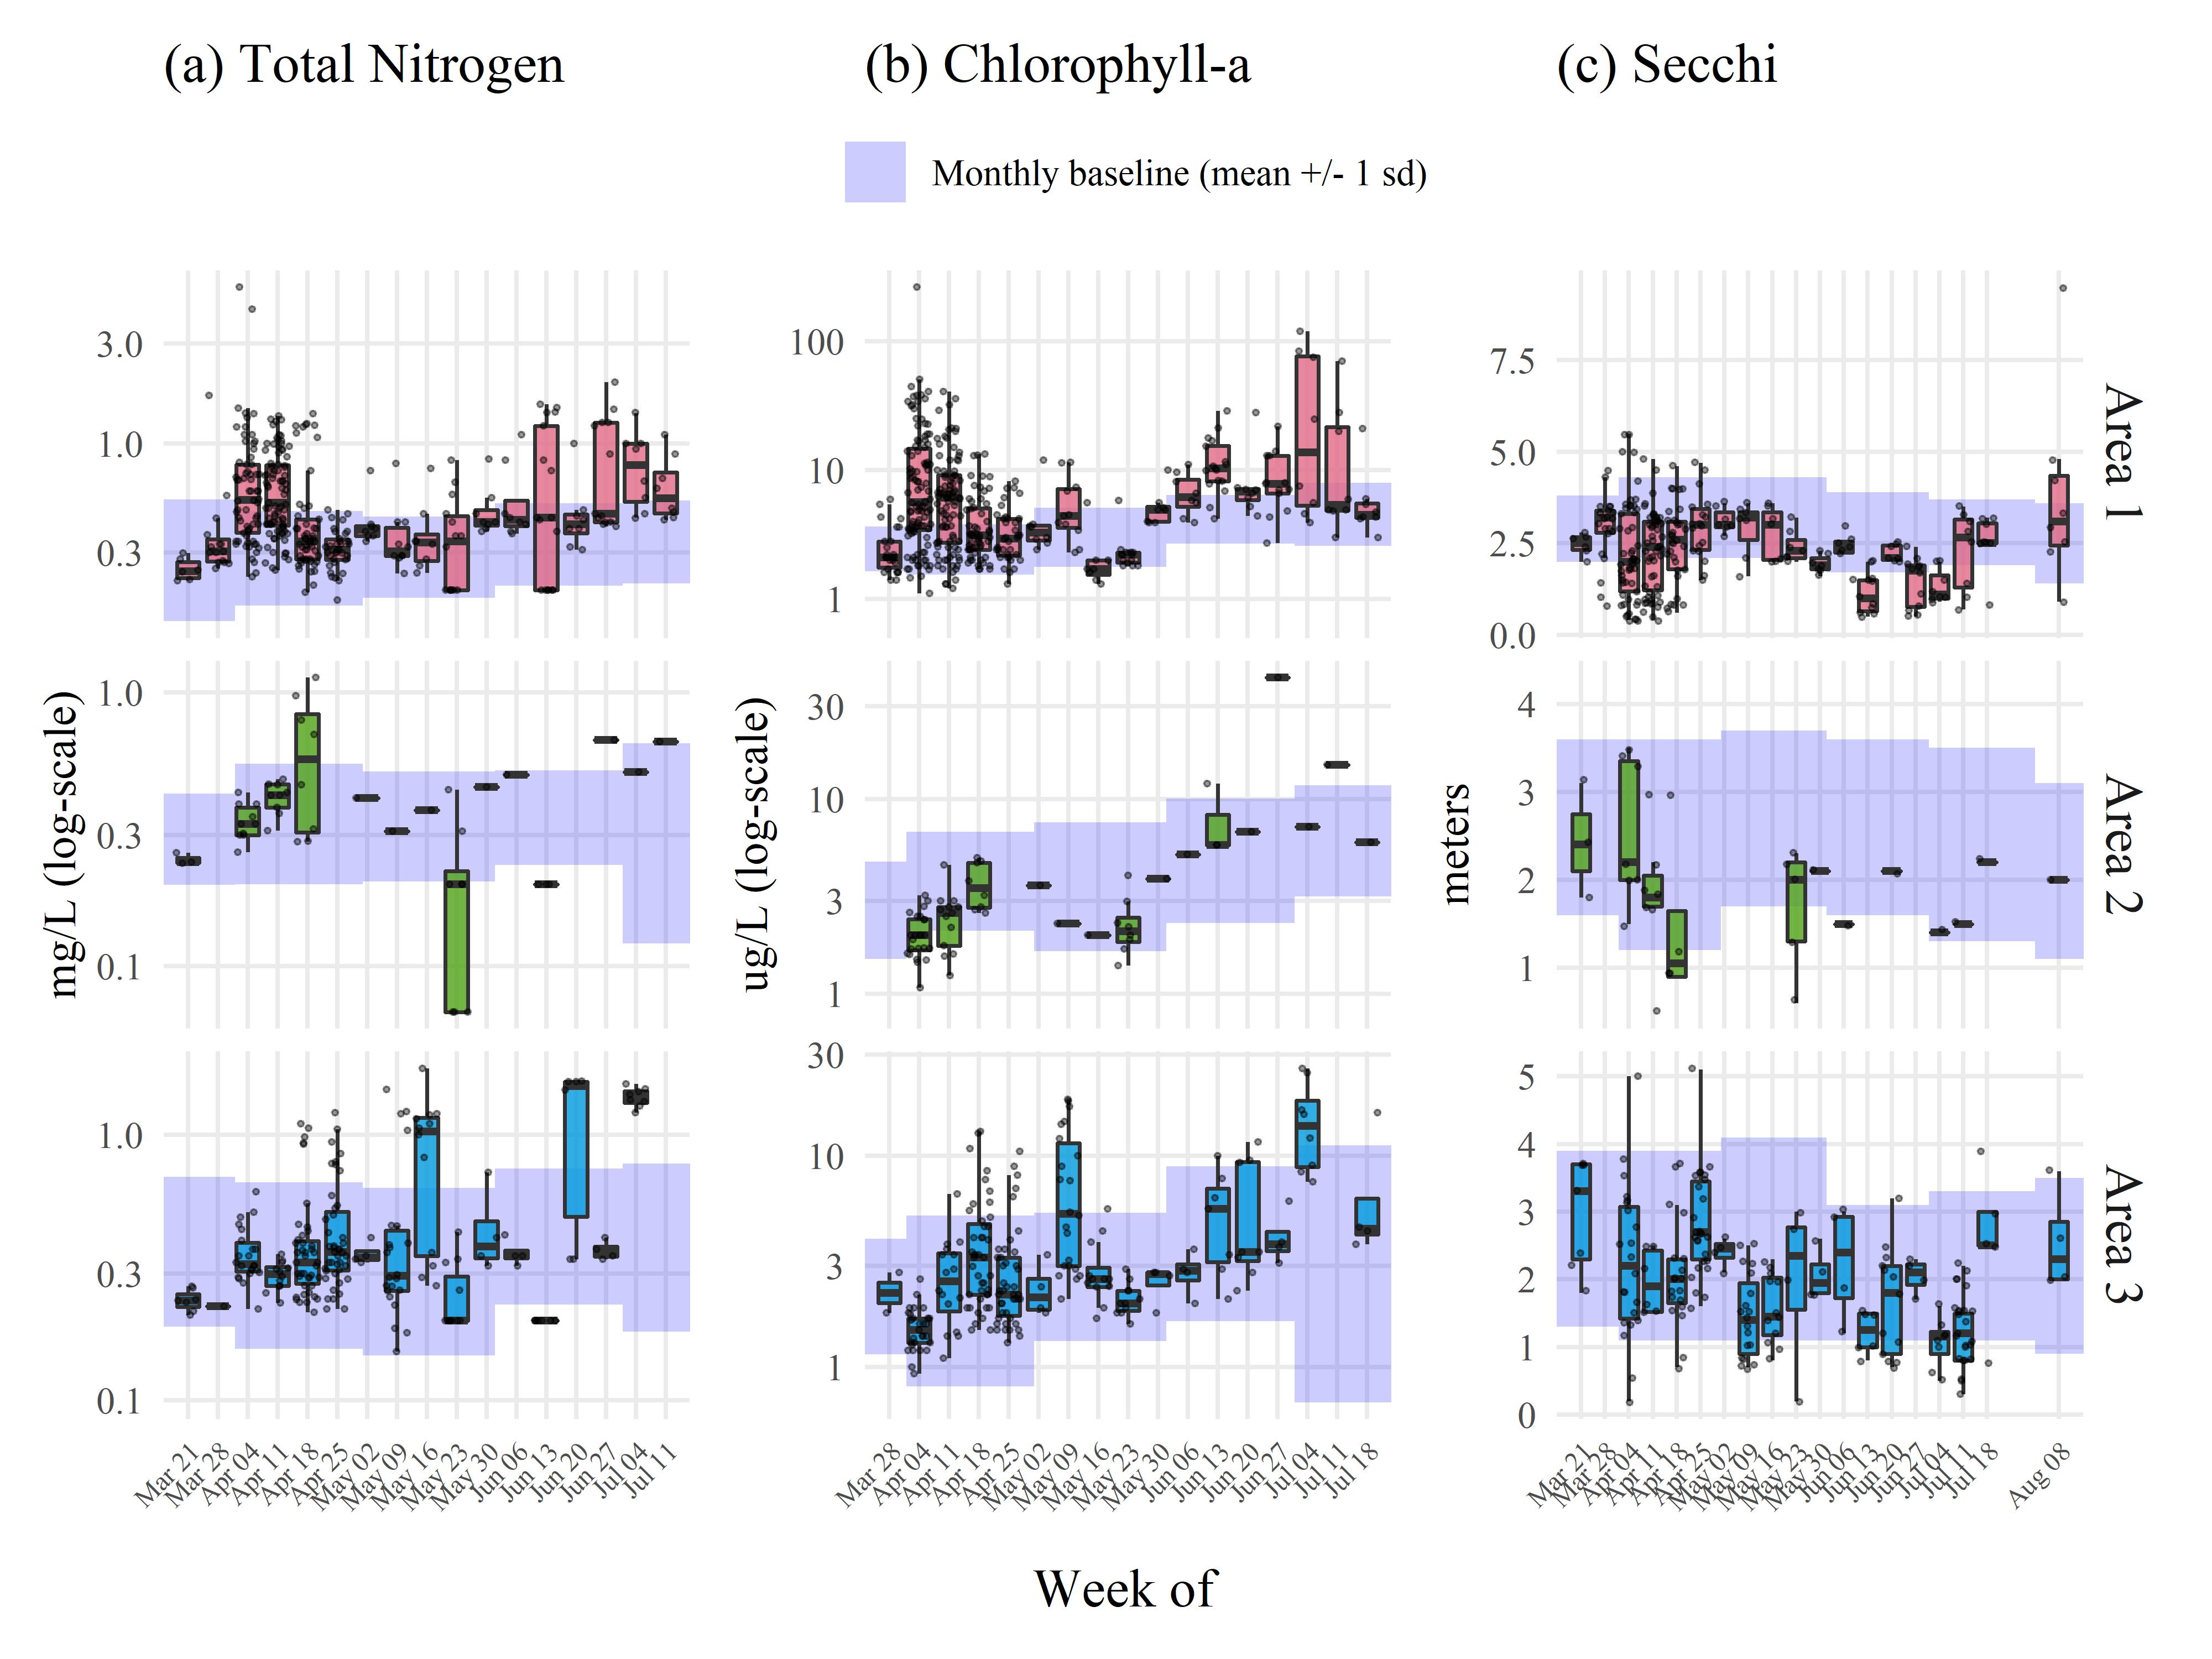 (a) Total Nitrogen
(b) Chlorophyll-a
(c) Secchi
Monthly baseline (mean +/- 1 sd)
mg/L (log-scale)
3.0
1.0
0.3
1.0
0.3
0.1
1.0
0.3
0.1
Mar 21
Mar 28
Apr 04
Apr 11
Apr 18
Apr 25
May 02
May 09
May 16
May 23
May 30
Jun 06
Jun 13
Jun 20
Jun 27
Jul 04
Jul 11
ug/L (log-scale)
100
10
1
30
10
3
1
30
10
3
1
Mar 28
Apr 04
Apr 11
Apr 18
Apr 25
May 02
May 09
May 16
May 23
May 30
Jun 06
Jun 13
Jun 20
Jun 27
Jul 04
Jul 11
Jul 18
meters
7.5
5.0
2.5
0.0
4
3
2
1
5
4
3
2
1
0
Mar 21
Mar 28
Apr 04
Apr 11
Apr 18
Apr 25
May 02
May 09
May 16
May 23
May 30
Jun 06
Jun 13
Jun 20
Jun 27
Jul 04
Jul 11
Jul 18
Aug 08
Area 1
Area 2
Area 3
Week of